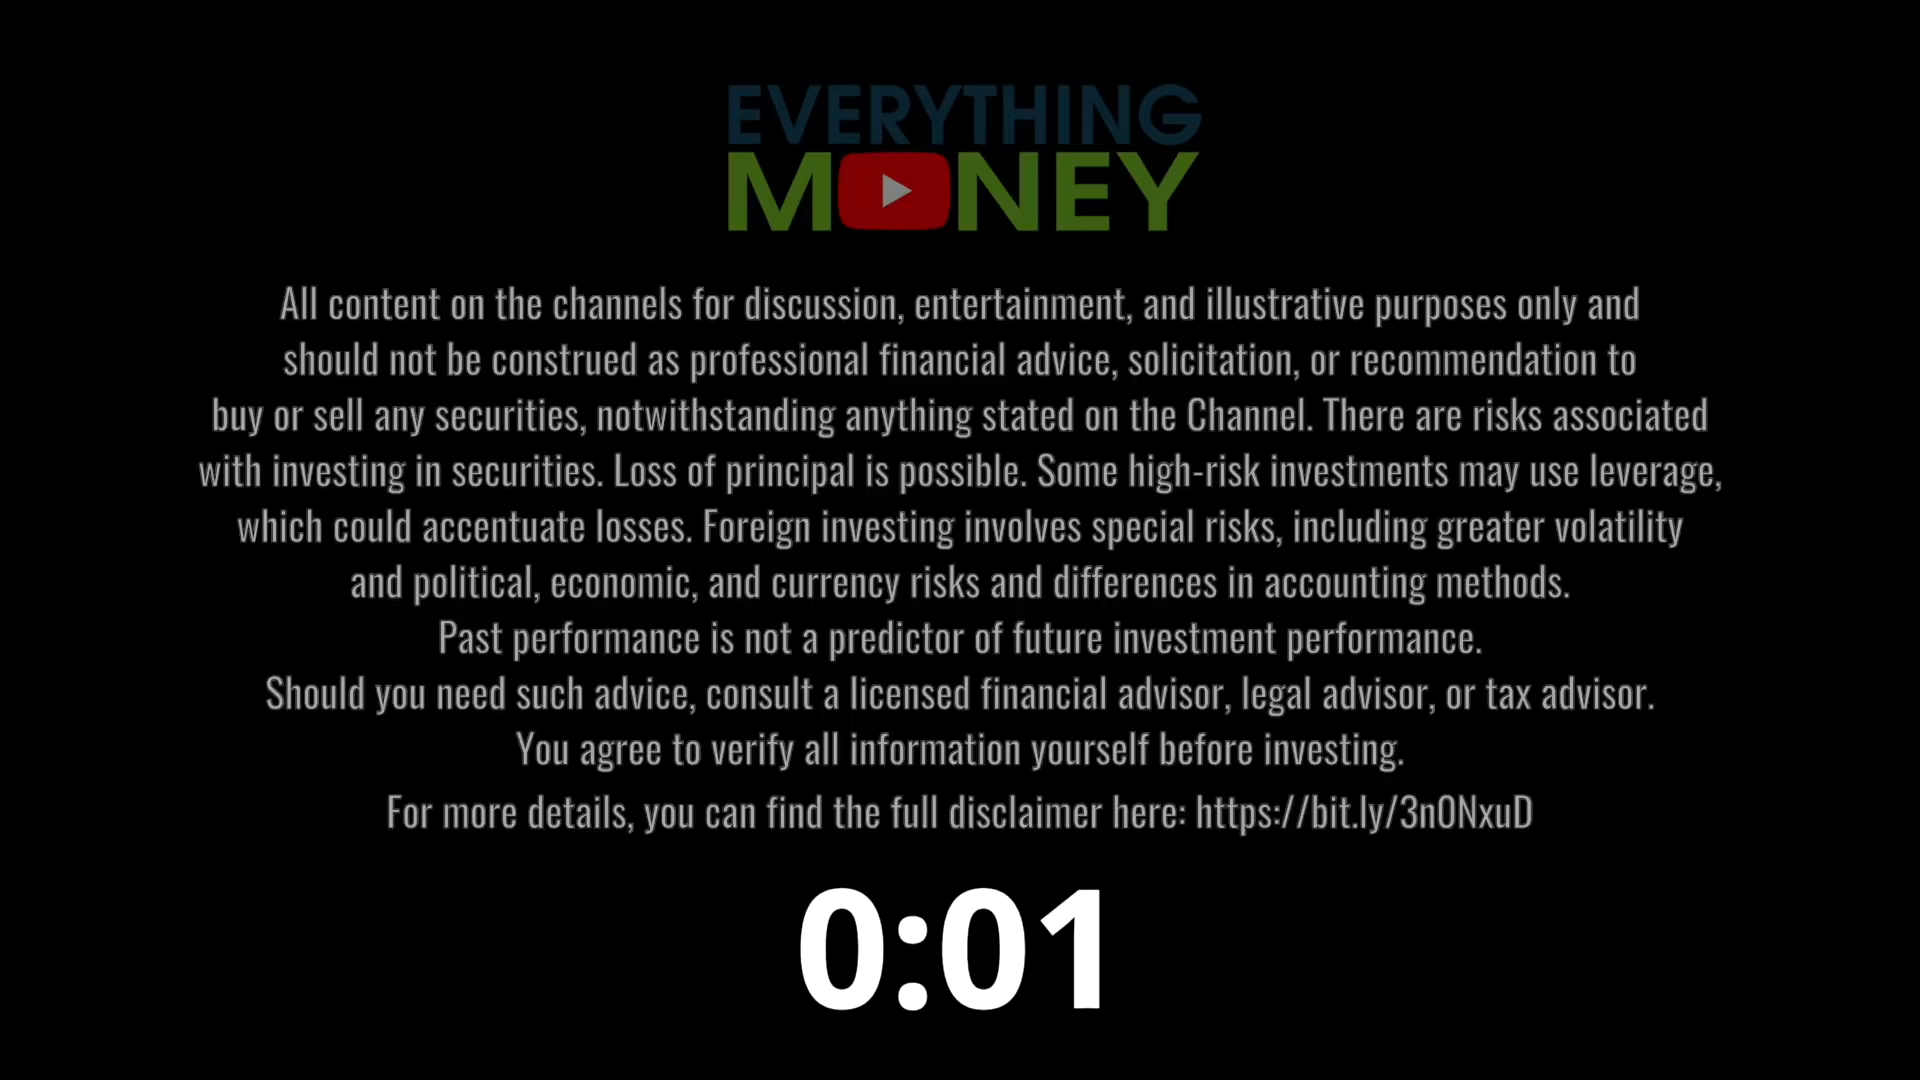 EVERYTHING
MONEY
All content on the channels for discussion, entertainment, and illustrative purposes only and
should not be construed as professional financial advice, solicitation, or recommendation to
buy or sell any securities, notwithstanding anything stated on the Channel. There are risks associated
with investing in securities. Loss of principal is possible. Some high-risk investments may use leverage,
which could accentuate losses. Foreign investing involves special risks, including greater volatility
and political, economic, and currency risks and differences in accounting methods.
Past performance is not a predictor of future investment performance.
Should you need such advice, consult a licensed financial advisor, legal advisor, or tax advisor.
You agree to verify all information yourself before investing.
For more details, you can find the full disclaimer here: https://bit.ly/3n0NxuD
0:01